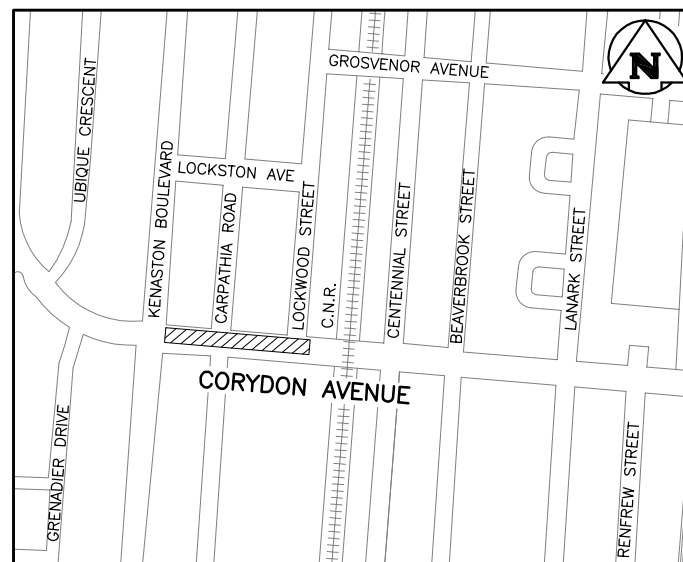 GROSVENOR AVENUE
N
UBIQUE CRESCENT
KENASTON BOULEVARD
LOCKSTON AVE
CARPATHIA ROAD
LOCKWOOD STREET
C.N.R.
CENTENNIAL STREET
BEAVERBROOK STREET
LANARK STREET
CORYDON AVENUE
GRENADIER DRIVE
RENFREW STREET